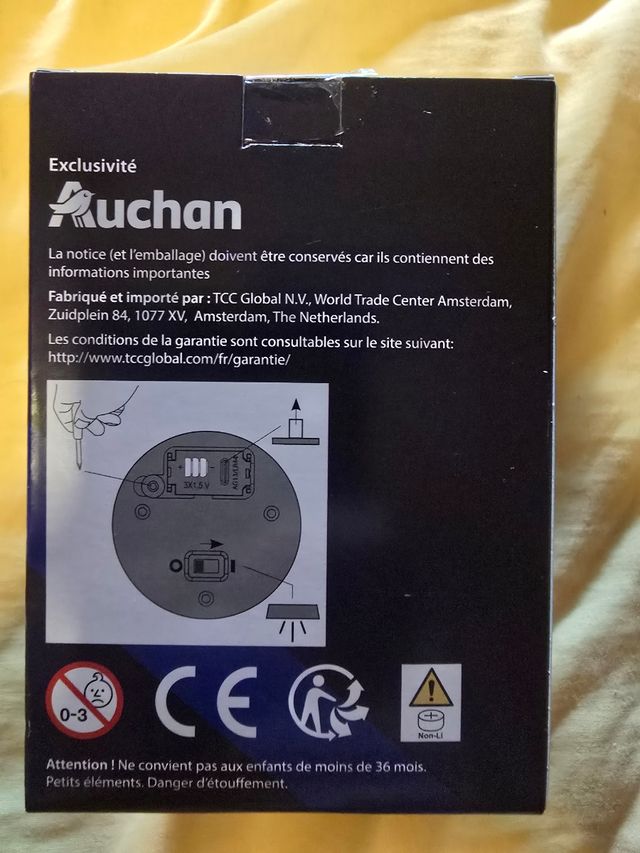 Exclusivité
Auchan
La notice (et l'emballage) doivent être conservés car ils contiennent des
informations importantes
Fabriqué et importé par : TCC Global N.V., World Trade Center Amsterdam,
Zuidplein 84, 1077 XV, Amsterdam, The Netherlands.
Les conditions de la garantie sont consultables sur le site suivant:
http://www.tccglobal.com/fr/garantie/
+ -
3X1,5 V
AG13/LR44
0-3
CE
Non-Li
Attention ! Ne convient pas aux enfants de moins de 36 mois.
Petits éléments. Danger d'étouffement.